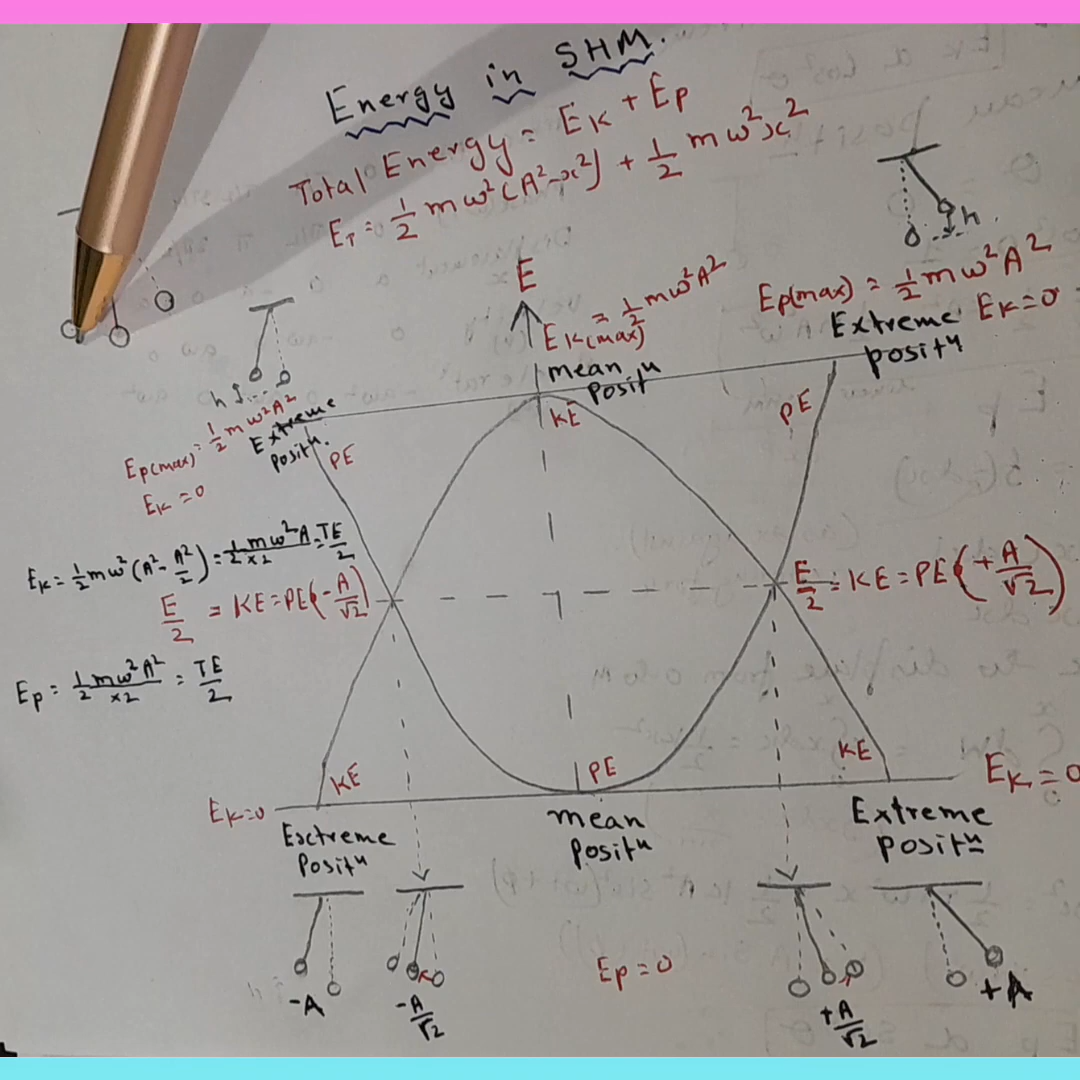 Energy in SHM.
Total Energy = EK + Ep
ET = 1/2 mω²(A²-x²) + 1/2 mω²x²
h.
E
EK(max) = 1/2 mω²A²
mean positⁿ
Ep(max) = 1/2 mω²A²
Extreme positⁿ
EK=0
h
Ep(max) = 1/2 mω²A²
EK=0
Extreme positⁿ.
PE
KE
PE
EK = 1/2 mω²(A² - A²/2) = 1/2 mω²A/×2 = TE/2
E/2 = KE = PE(-A/√2)
E/2 = KE = PE(+A/√2)
Ep = 1/2 mω²A²/×2 = TE/2
KE
PE
KE
EK=0
EK=0
Exctreme Positⁿ
mean positⁿ
Extreme positⁿ
-A
-A/√2
Ep=0
+A/√2
+A